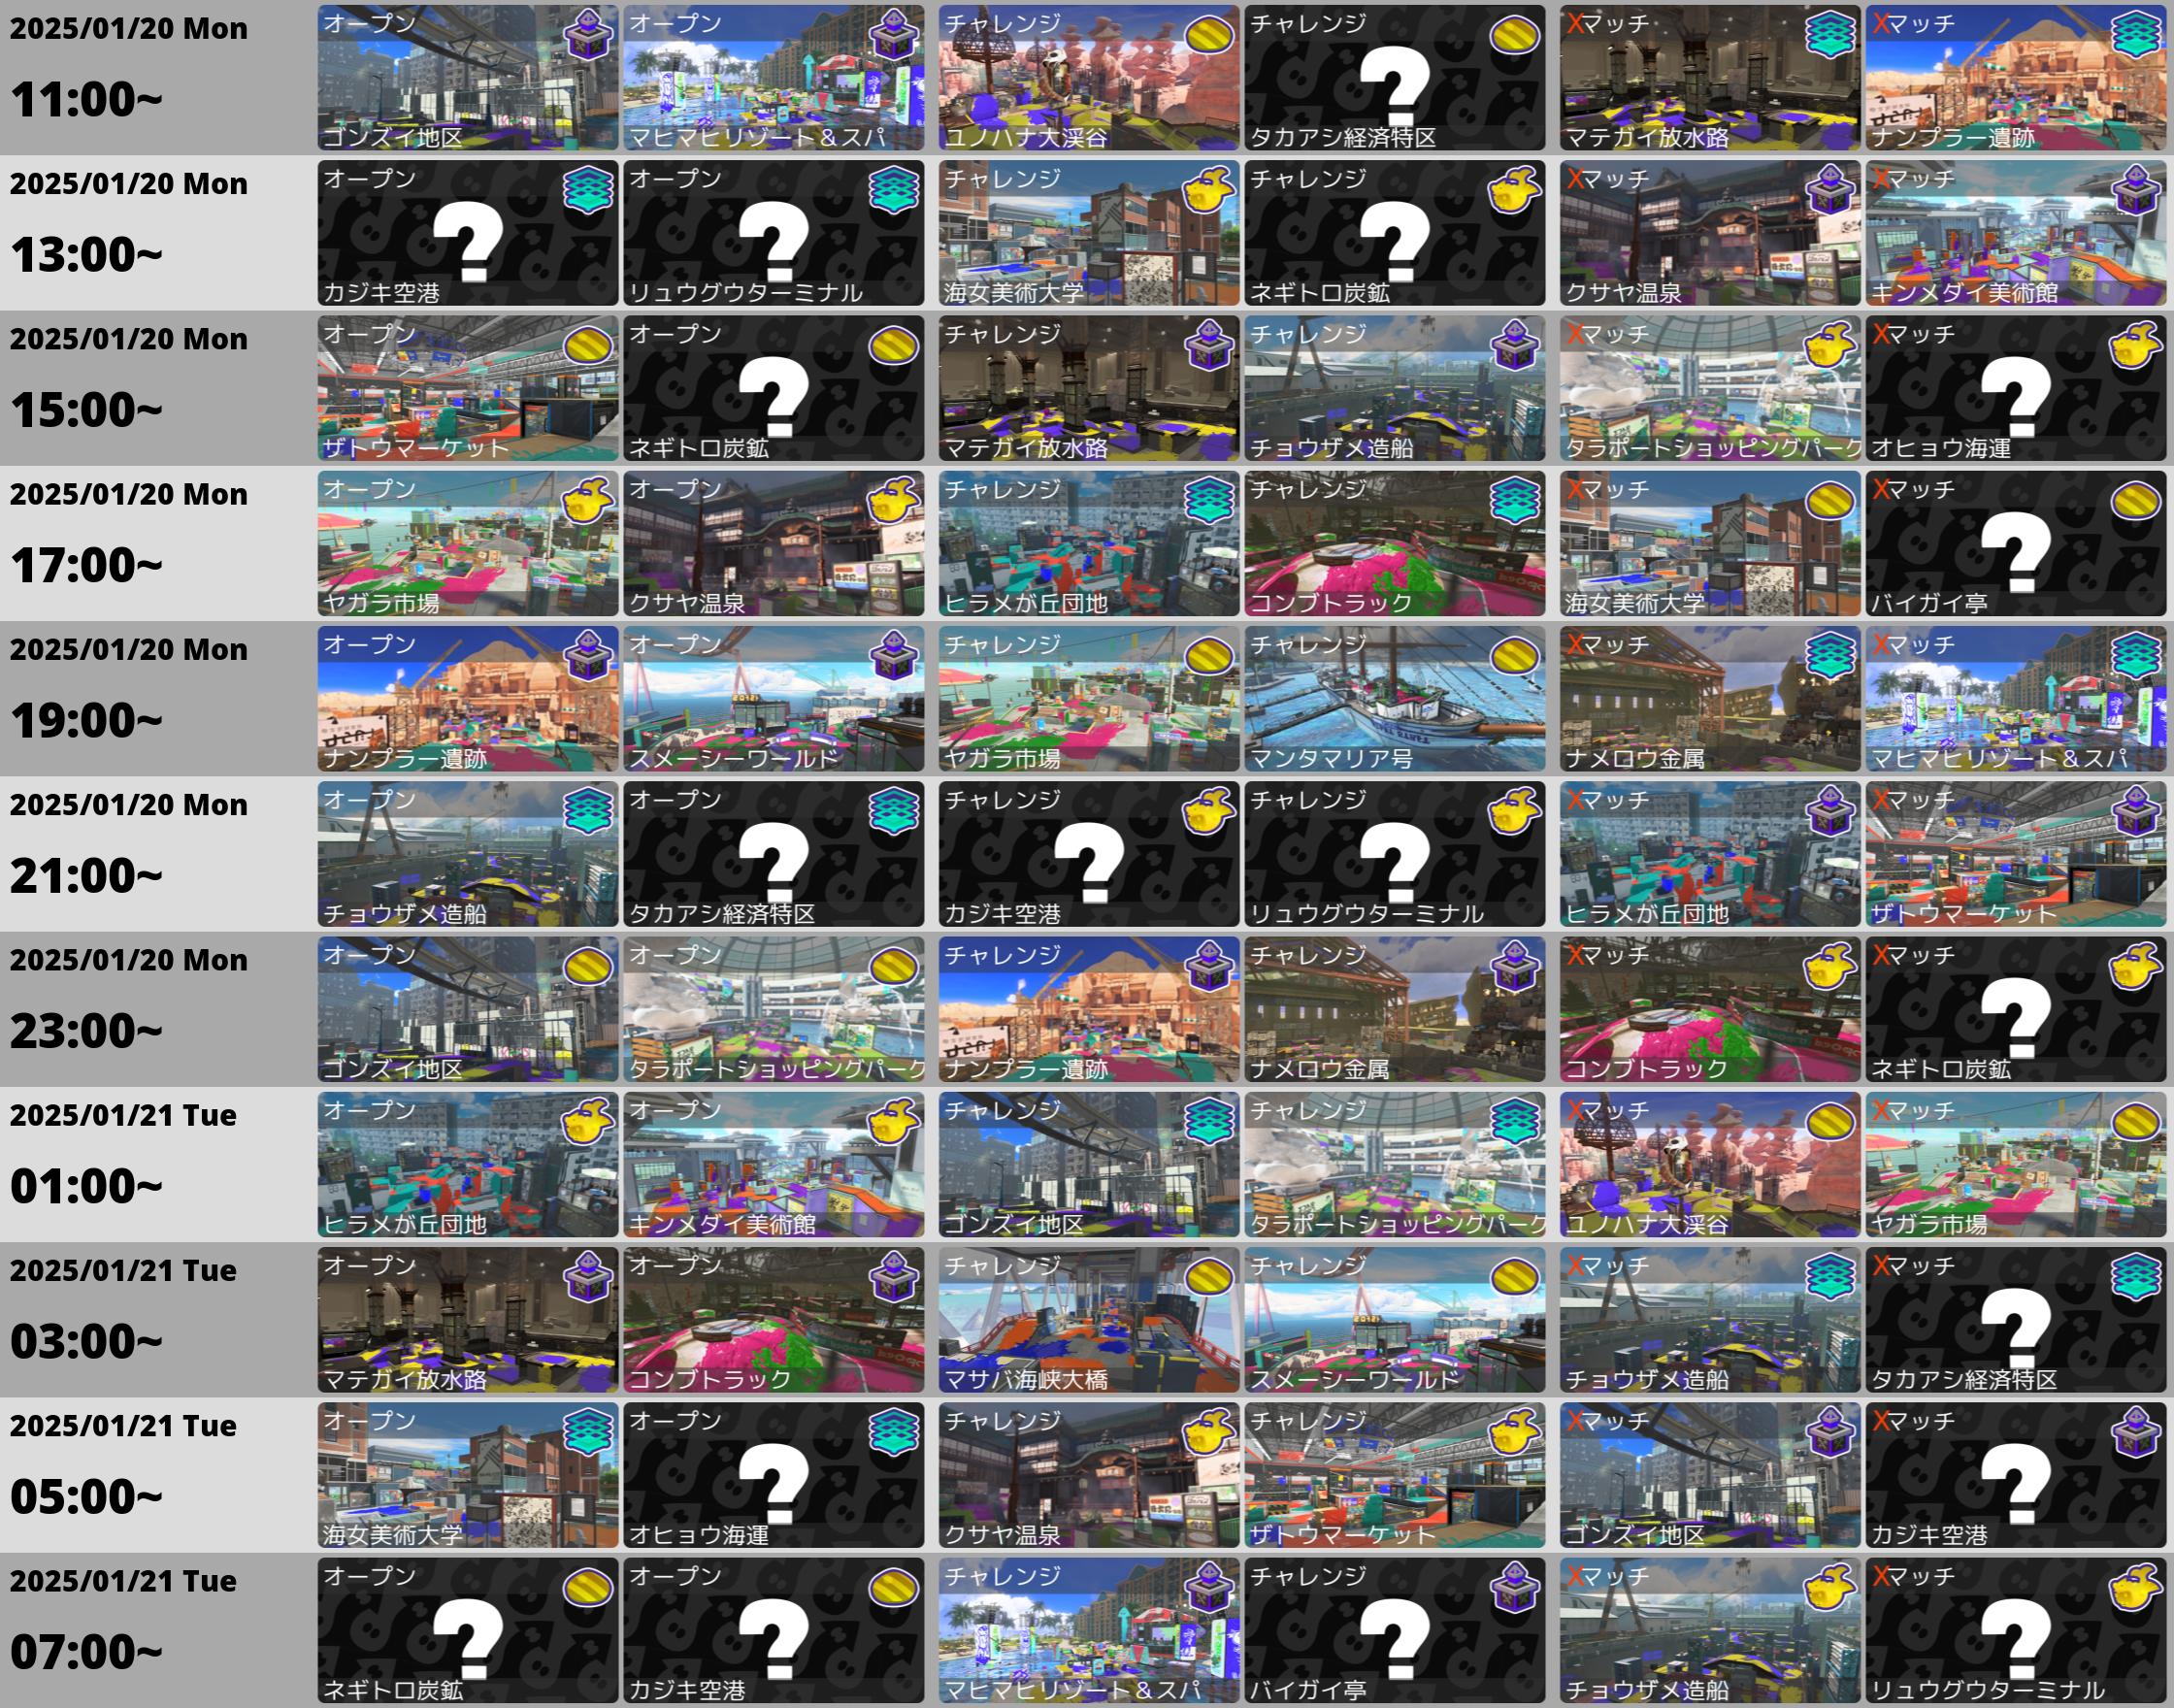 2025/01/20 Mon
11:00~
オープン
ゴンズイ地区
オープン
マヒマヒリゾート＆スパ
チャレンジ
ユノハナ大渓谷
チャレンジ
タカアシ経済特区
Xマッチ
マテガイ放水路
Xマッチ
ナンプラー遺跡
2025/01/20 Mon
13:00~
オープン
カジキ空港
オープン
リュウグウターミナル
チャレンジ
海女美術大学
チャレンジ
ネギトロ炭鉱
Xマッチ
クサヤ温泉
Xマッチ
キンメダイ美術館
2025/01/20 Mon
15:00~
オープン
ザトウマーケット
オープン
ネギトロ炭鉱
チャレンジ
マテガイ放水路
チャレンジ
チョウザメ造船
Xマッチ
タラポートショッピングパーク
Xマッチ
オヒョウ海運
2025/01/20 Mon
17:00~
オープン
ヤガラ市場
オープン
クサヤ温泉
チャレンジ
ヒラメが丘団地
チャレンジ
コンブトラック
Xマッチ
海女美術大学
Xマッチ
バイガイ亭
2025/01/20 Mon
19:00~
オープン
ナンプラー遺跡
オープン
スメーシーワールド
チャレンジ
ヤガラ市場
チャレンジ
マンタマリア号
Xマッチ
ナメロウ金属
Xマッチ
マヒマヒリゾート＆スパ
2025/01/20 Mon
21:00~
オープン
チョウザメ造船
オープン
タカアシ経済特区
チャレンジ
カジキ空港
チャレンジ
リュウグウターミナル
Xマッチ
ヒラメが丘団地
Xマッチ
ザトウマーケット
2025/01/20 Mon
23:00~
オープン
ゴンズイ地区
オープン
タラポートショッピングパーク
チャレンジ
ナンプラー遺跡
チャレンジ
ナメロウ金属
Xマッチ
コンブトラック
Xマッチ
ネギトロ炭鉱
2025/01/21 Tue
01:00~
オープン
ヒラメが丘団地
オープン
キンメダイ美術館
チャレンジ
ゴンズイ地区
チャレンジ
タラポートショッピングパーク
Xマッチ
ユノハナ大渓谷
Xマッチ
ヤガラ市場
2025/01/21 Tue
03:00~
オープン
マテガイ放水路
オープン
コンブトラック
チャレンジ
マサバ海峡大橋
チャレンジ
スメーシーワールド
Xマッチ
チョウザメ造船
Xマッチ
タカアシ経済特区
2025/01/21 Tue
05:00~
オープン
海女美術大学
オープン
オヒョウ海運
チャレンジ
クサヤ温泉
チャレンジ
ザトウマーケット
Xマッチ
ゴンズイ地区
Xマッチ
カジキ空港
2025/01/21 Tue
07:00~
オープン
ネギトロ炭鉱
オープン
カジキ空港
チャレンジ
マヒマヒリゾート＆スパ
チャレンジ
バイガイ亭
Xマッチ
チョウザメ造船
Xマッチ
リュウグウターミナル